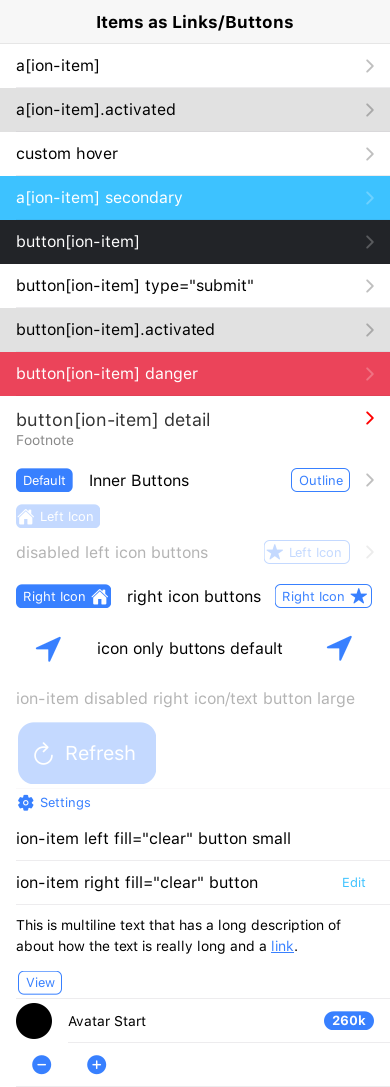 Items as Links/Buttons
a[ion-item]
a[ion-item].activated
custom hover
a[ion-item] secondary
button[ion-item]
button[ion-item] type="submit"
button[ion-item].activated
button[ion-item] danger
button[ion-item] detail
Footnote
Default Inner Buttons Outline
Left Icon
disabled left icon buttons Left Icon
Right Icon right icon buttons Right Icon
icon only buttons default
ion-item disabled right icon/text button large
Refresh
Settings
ion-item left fill="clear" button small
ion-item right fill="clear" button Edit
This is multiline text that has a long description of
about how the text is really long and a link.
View
Avatar Start 260k